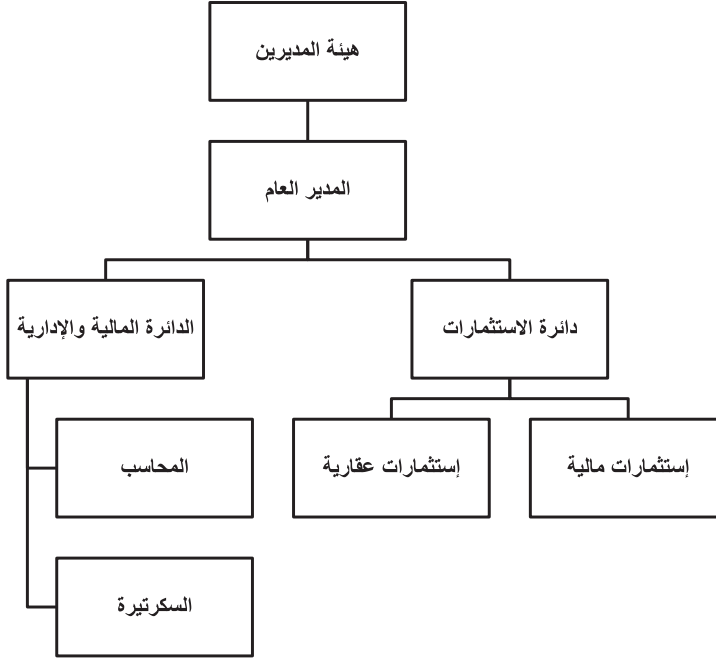 هيئة المديرين
المدير العام
دائرة الاستثمارات
الدائرة المالية والإدارية
إستثمارات مالية
إستثمارات عقارية
المحاسب
السكرتيرة